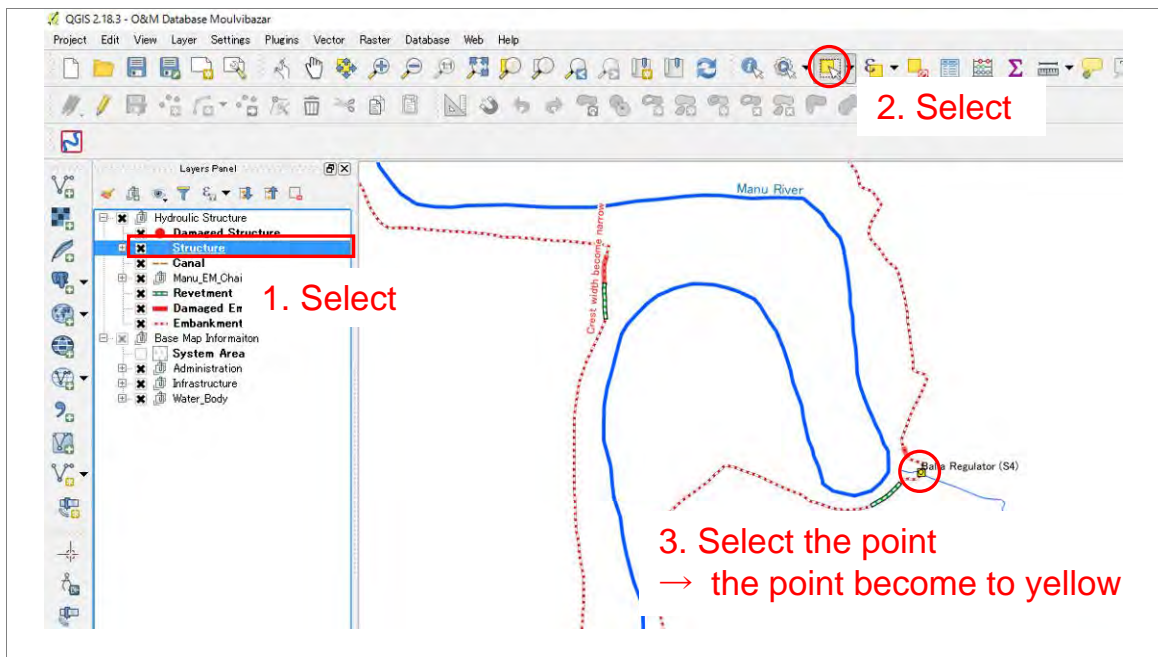 QGIS 2.18.3 - O&M Database Moulvibazar
Project Edit View Layer Settings Plugins Vector Raster Database Web Help
2. Select
Layers Panel
Hydroulic Structure
Damaged Structure
Structure
Canal
Manu_EM_Chai
Revetment
Damaged Em
Embankment
Base Map Informaiton
System Area
Administration
Infrastructure
Water_Body
1. Select
Manu River
Crest width become narrow
Regulator (S4)
3. Select the point
→ the point become to yellow